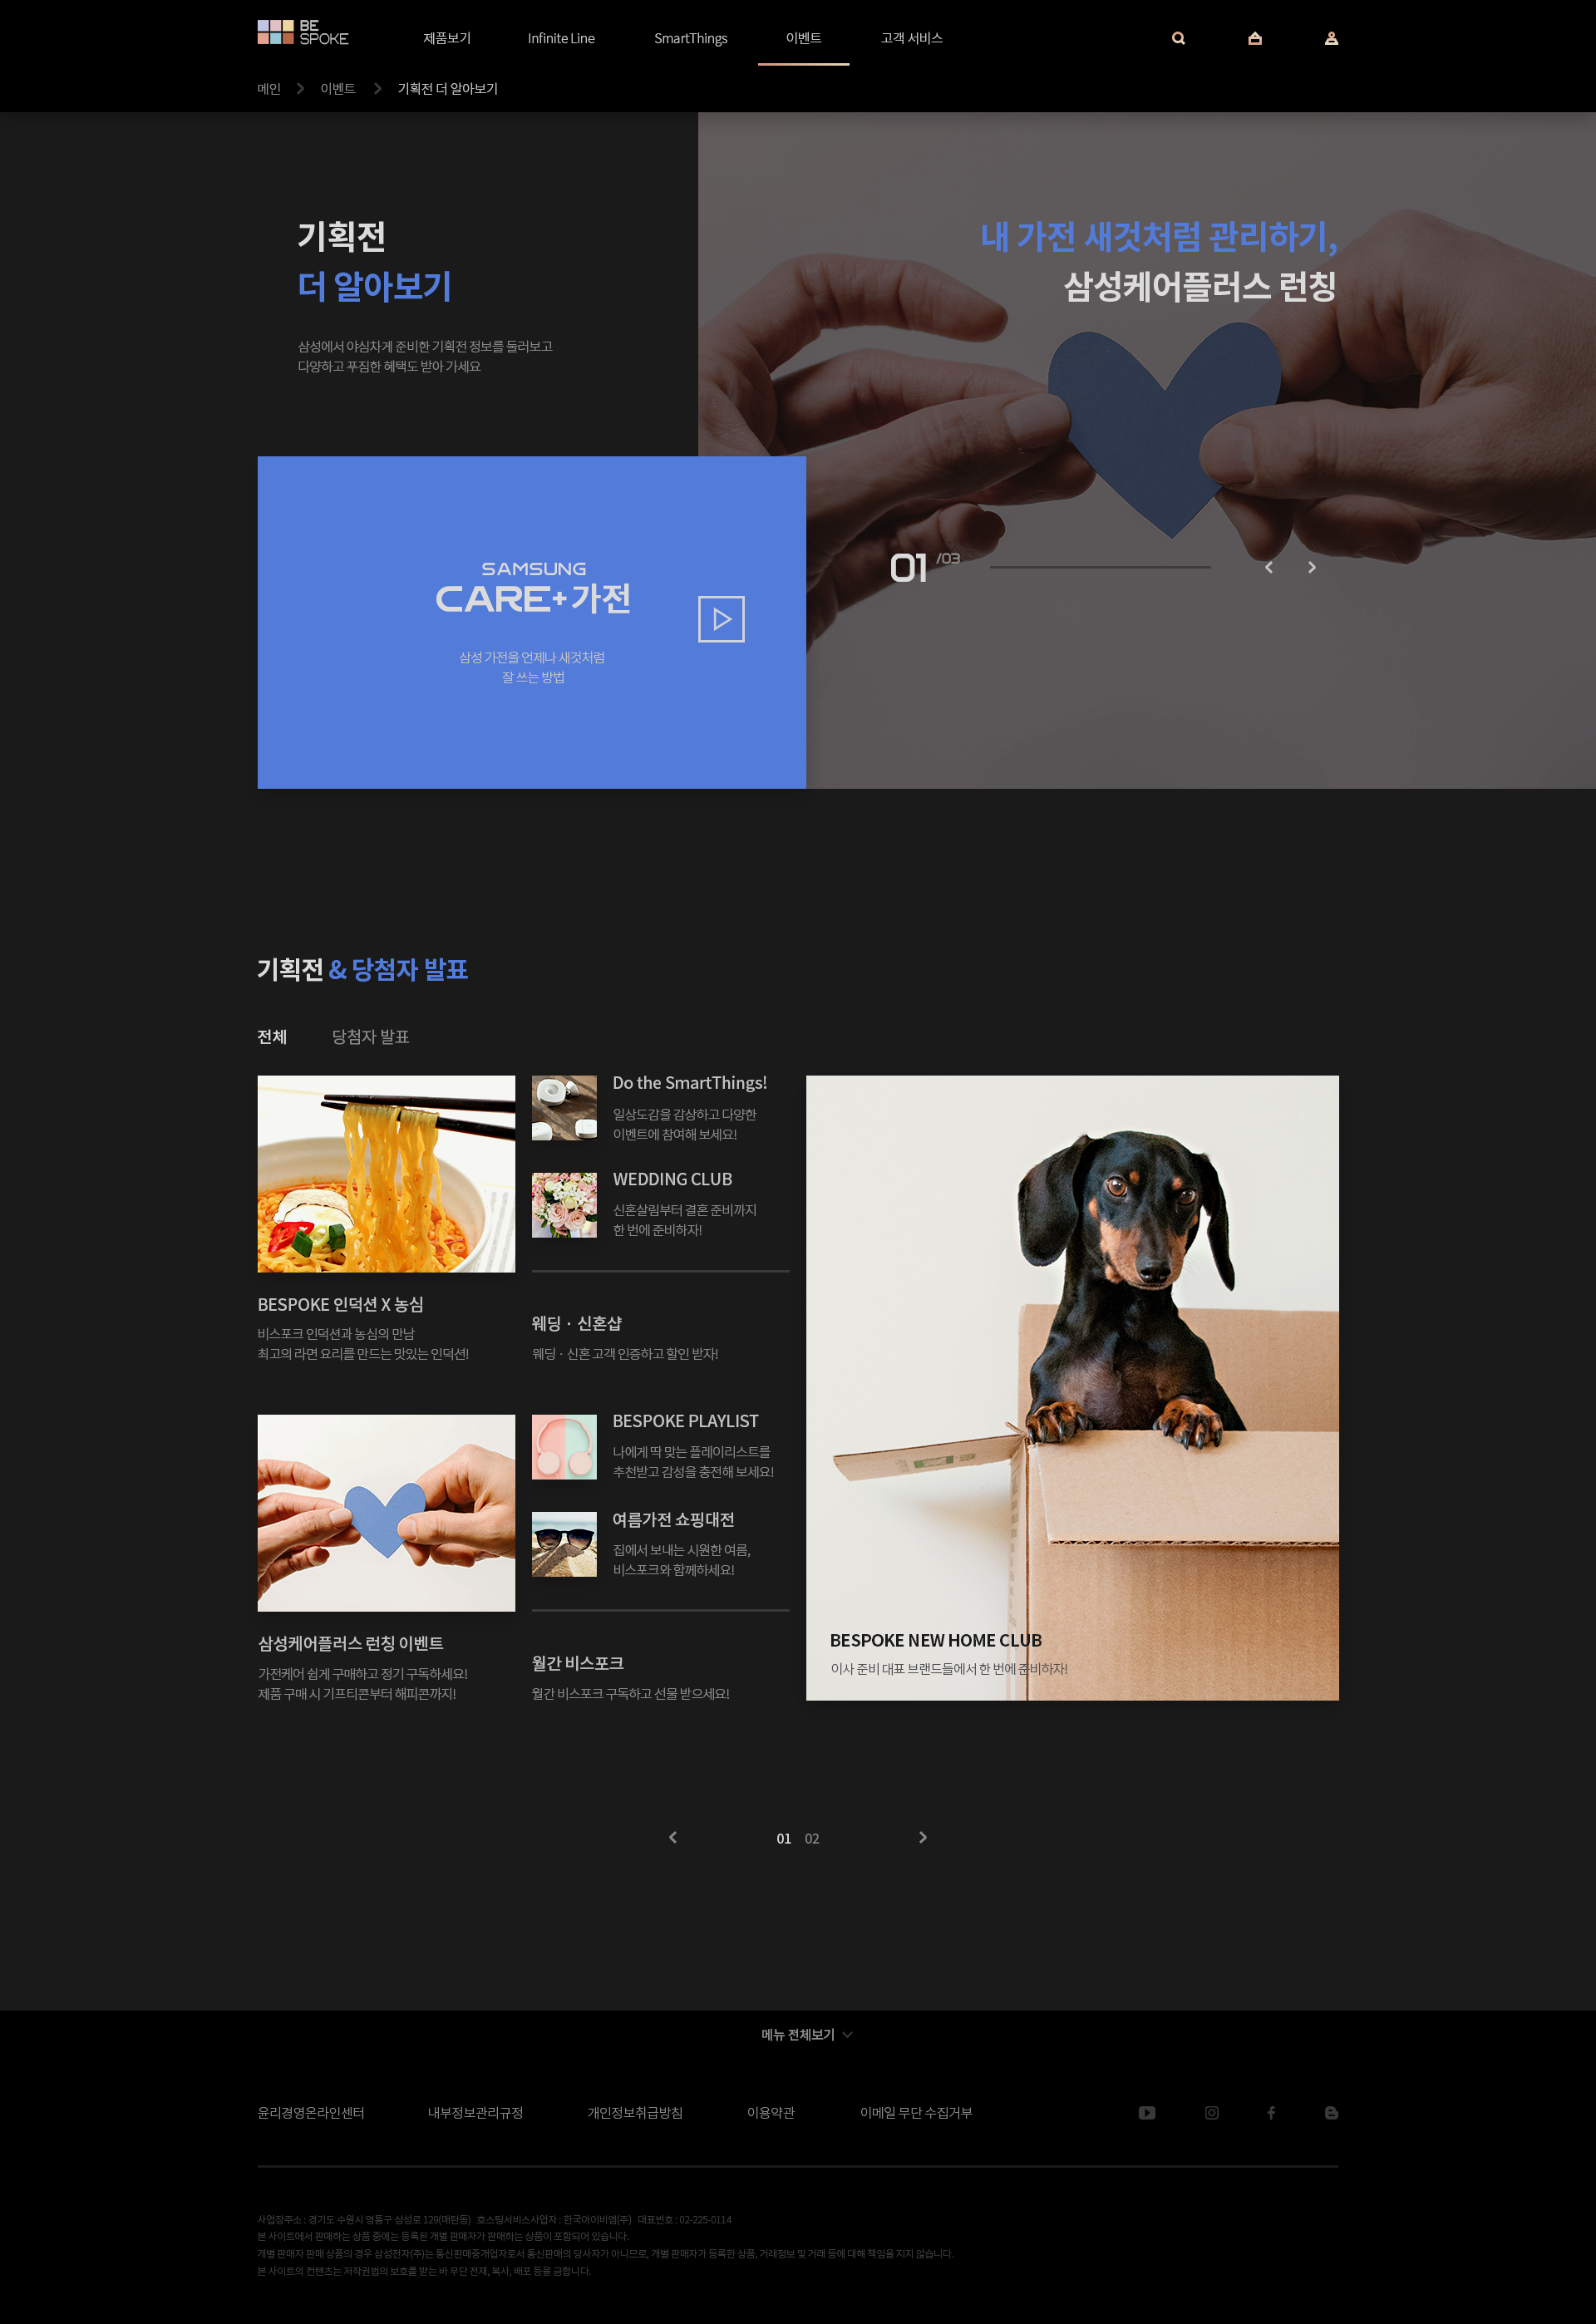 BE
SPOKE
제품보기
Infinite Line
SmartThings
이벤트
고객 서비스
메인
이벤트
기획전 더 알아보기
기획전
더 알아보기
삼성에서 야심차게 준비한 기획전 정보를 둘러보고
다양하고 푸짐한 혜택도 받아 가세요
내 가전 새것처럼 관리하기,
삼성케어플러스 런칭
01 /03
SAMSUNG
CARE+가전
삼성 가전을 언제나 새것처럼
잘 쓰는 방법
기획전 & 당첨자 발표
전체
당첨자 발표
BESPOKE 인덕션 X 농심
비스포크 인덕션과 농심의 만남
최고의 라면 요리를 만드는 맛있는 인덕션!
Do the SmartThings!
일상도감을 감상하고 다양한
이벤트에 참여해 보세요!
WEDDING CLUB
신혼살림부터 결혼 준비까지
한 번에 준비하자!
웨딩 · 신혼샵
웨딩 · 신혼 고객 인증하고 할인 받자!
삼성케어플러스 런칭 이벤트
가전케어 쉽게 구매하고 정기 구독하세요!
제품 구매 시 기프티콘부터 해피콘까지!
BESPOKE PLAYLIST
나에게 딱 맞는 플레이리스트를
추천받고 감성을 충전해 보세요!
여름가전 쇼핑대전
집에서 보내는 시원한 여름,
비스포크와 함께하세요!
월간 비스포크
월간 비스포크 구독하고 선물 받으세요!
BESPOKE NEW HOME CLUB
이사 준비 대표 브랜드들에서 한 번에 준비하자!
01 02
메뉴 전체보기
윤리경영온라인센터
내부정보관리규정
개인정보취급방침
이용약관
이메일 무단 수집거부
사업장주소 : 경기도 수원시 영통구 삼성로 129(매탄동) 호스팅서비스사업자 : 한국아이비엠(주) 대표번호 : 02-225-0114
본 사이트에서 판매하는 상품 중에는 등록된 개별 판매자가 판매하는 상품이 포함되어 있습니다.
개별 판매자 판매 상품의 경우 삼성전자(주)는 통신판매중개업자로서 통신판매의 당사자가 아니므로, 개별 판매자가 등록한 상품, 거래정보 및 거래 등에 대해 책임을 지지 않습니다.
본 사이트의 컨텐츠는 저작권법의 보호를 받는 바 무단 전재, 복사, 배포 등을 금합니다.